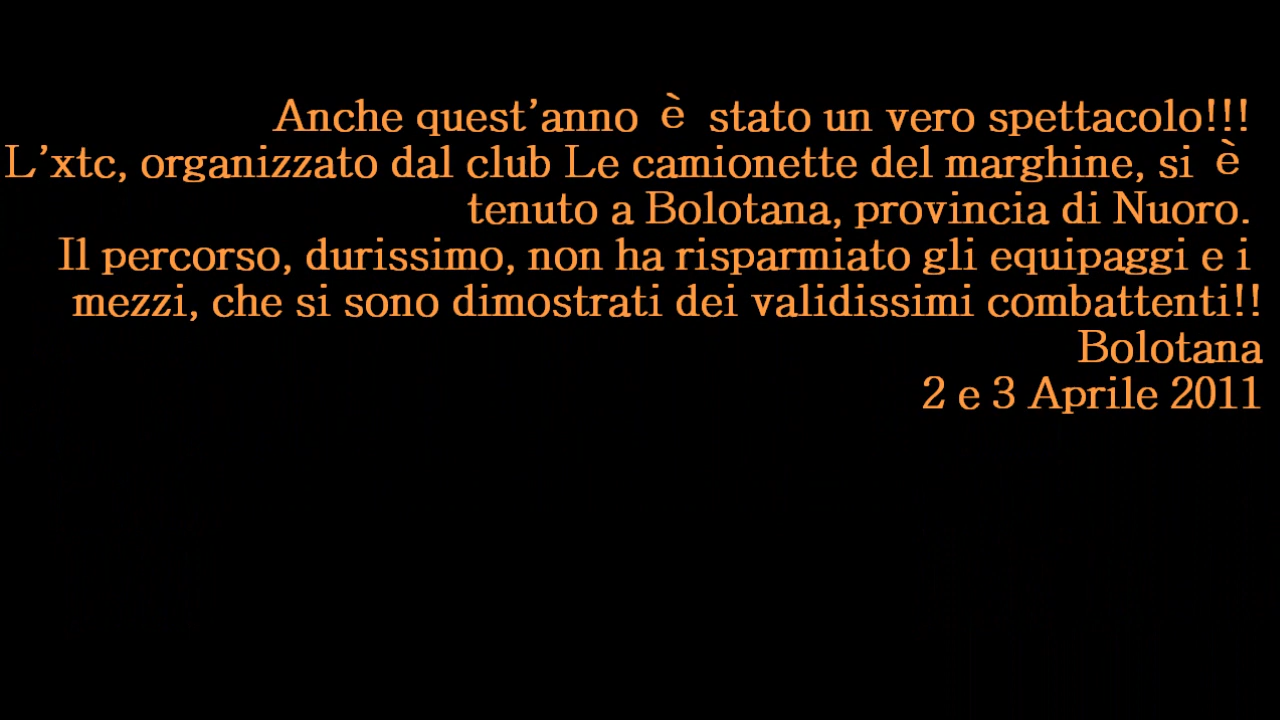 Anche quest'anno è stato un vero spettacolo!!!
L'xtc, organizzato dal club Le camionette del marghine, si è
tenuto a Bolotana, provincia di Nuoro.
Il percorso, durissimo, non ha risparmiato gli equipaggi e i
mezzi, che si sono dimostrati dei validissimi combattenti!!
Bolotana
2 e 3 Aprile 2011